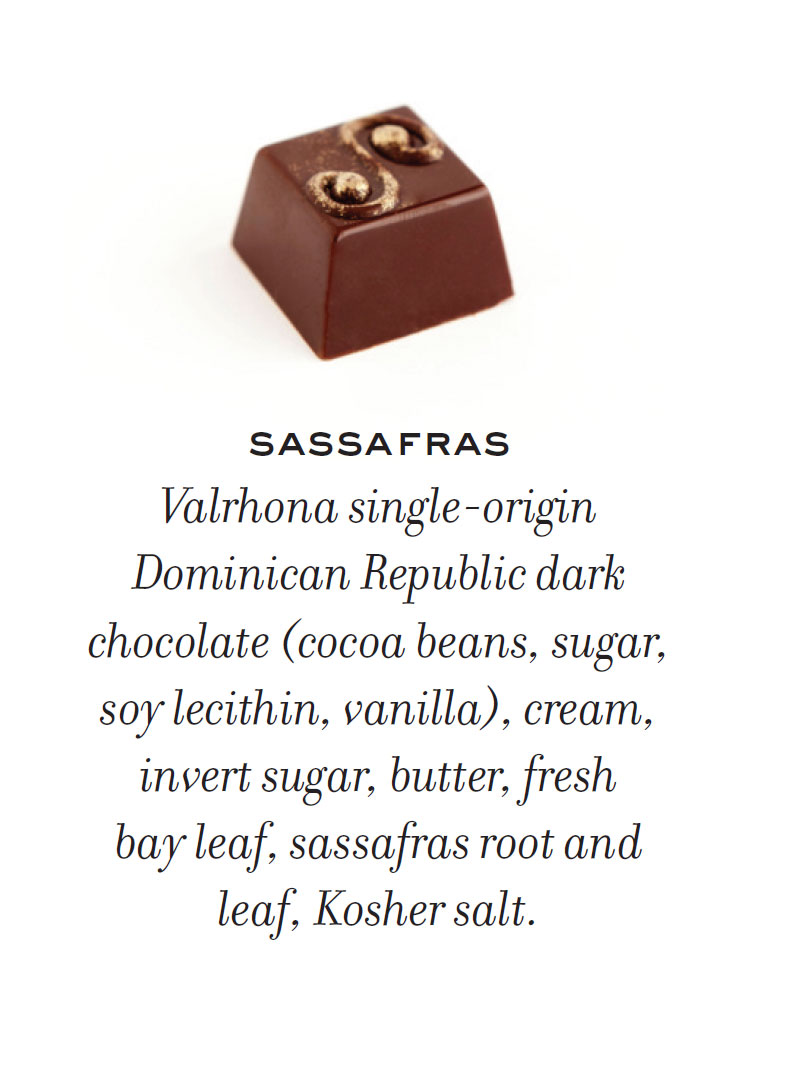 SASSAFRAS
Valrhona single-origin
Dominican Republic dark
chocolate (cocoa beans, sugar,
soy lecithin, vanilla), cream,
invert sugar, butter, fresh
bay leaf, sassafras root and
leaf, Kosher salt.